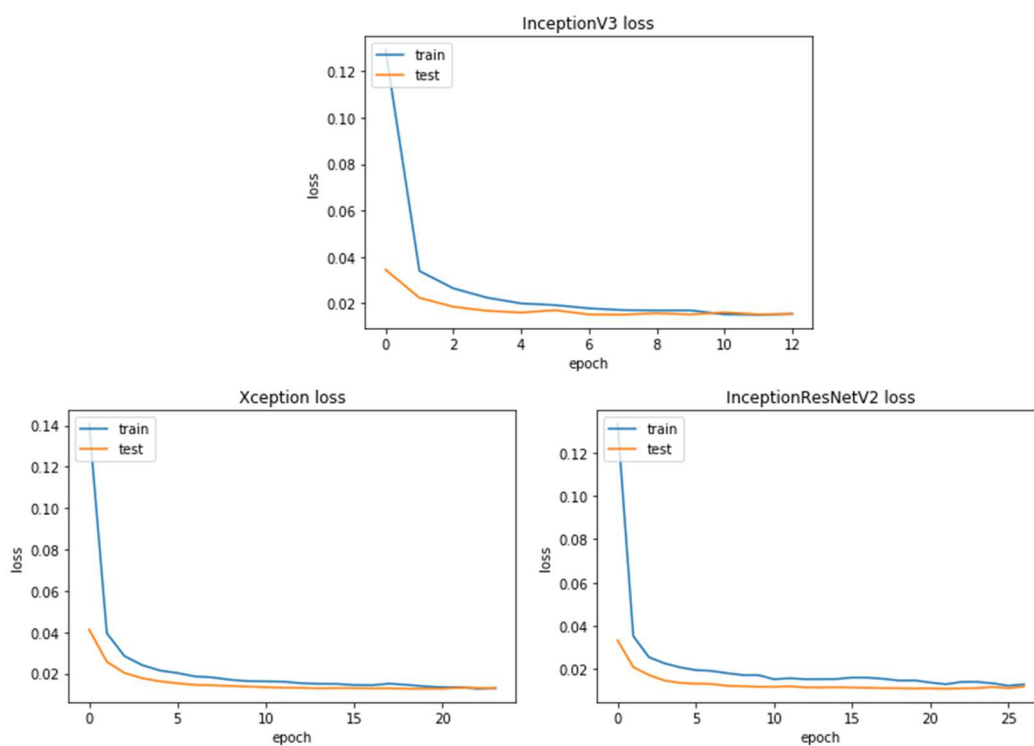 InceptionV3 loss
train
test
0.12
0.10
0.08
0.06
0.04
0.02
loss
0 2 4 6 8 10 12
epoch
Xception loss
train
test
0.14
0.12
0.10
0.08
0.06
0.04
0.02
loss
0 5 10 15 20
epoch
InceptionResNetV2 loss
train
test
0.12
0.10
0.08
0.06
0.04
0.02
loss
0 5 10 15 20 25
epoch